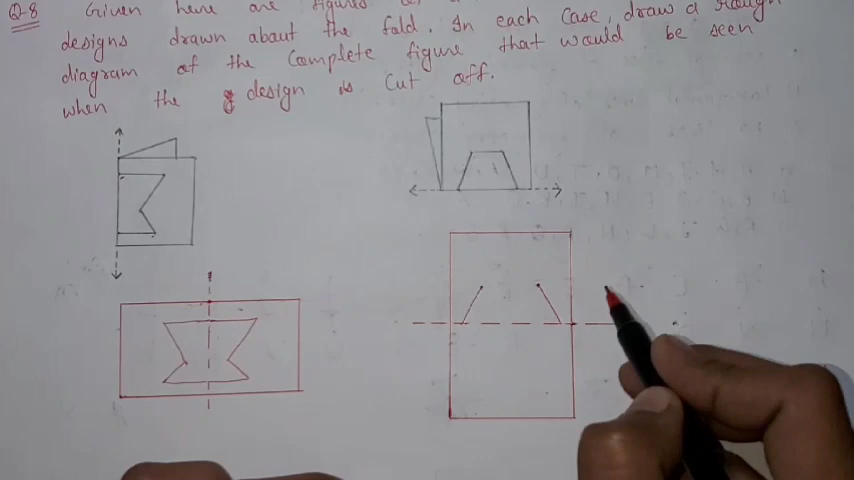 Q-8 Given here are figures
designs drawn about the fold. In each Case, draw a rough
diagram of the Complete figure that would be seen
when the design is Cut off.